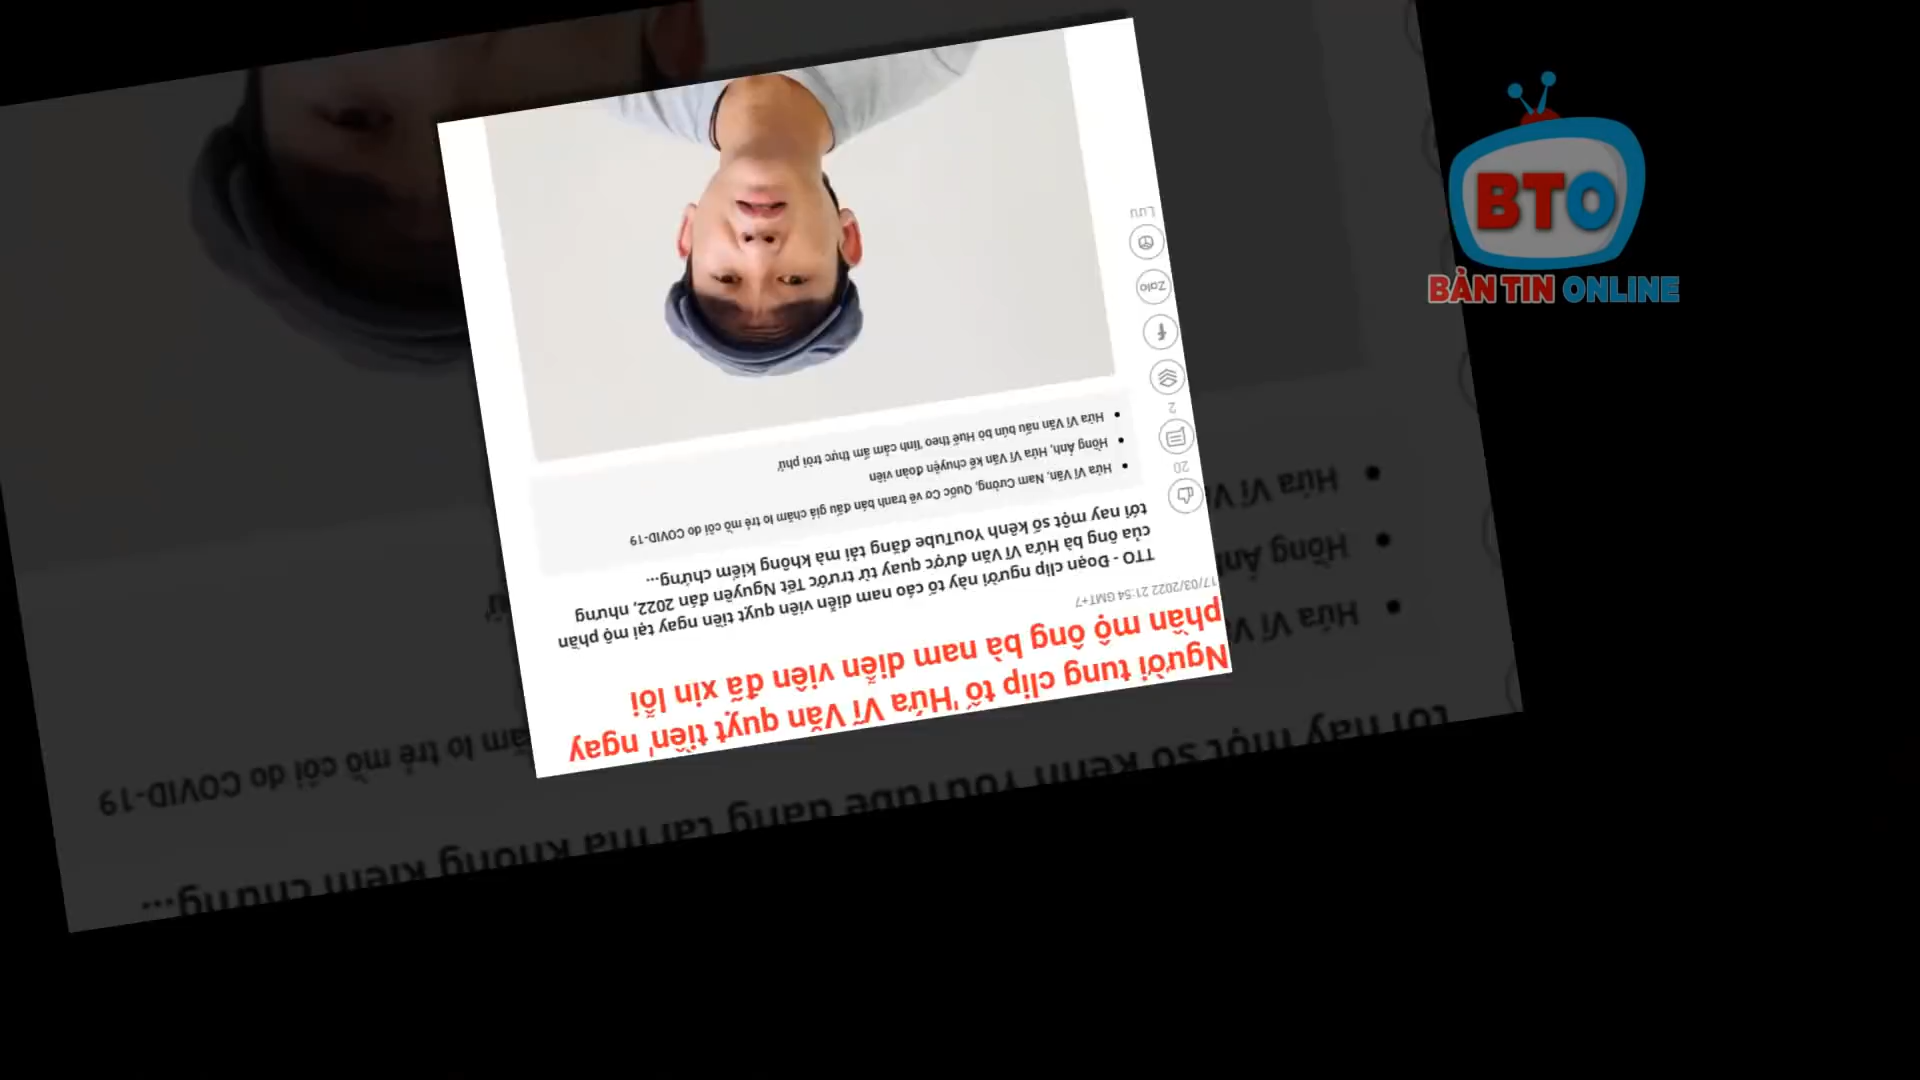 BTO
BẢN TIN ONLINE
Người tung clip tố 'Hứa Vĩ Văn quỵt tiền' ngay
phần mộ ông bà nam diễn viên đã xin lỗi
17/03/2022 21:54 GMT+7
TTO - Đoạn clip người này tố cáo nam diễn viên quỵt tiền ngay tại mộ phần
của ông bà Hứa Vĩ Văn được quay từ trước Tết Nguyên đán 2022, nhưng
tới nay một số kênh YouTube đăng tải mà không kiểm chứng...
Hứa Vĩ Văn, Nam Cường, Quốc Cơ vẽ tranh bán đấu giá chăm lo trẻ mồ côi do COVID-19
Hồng Ánh, Hứa Vĩ Văn kể chuyện đoàn viên
Hứa Vĩ Văn nấu bún bò Huế theo 'linh cảm ẩm thực trời phú'
20
2
Zalo
Lưu
tới nay một số kênh YouTube đăng tải mà không kiểm chứng...
ăm lo trẻ mồ côi do COVID-19
Hứa Vĩ Vă
Hồng Ánh
Hứa Vĩ Vă